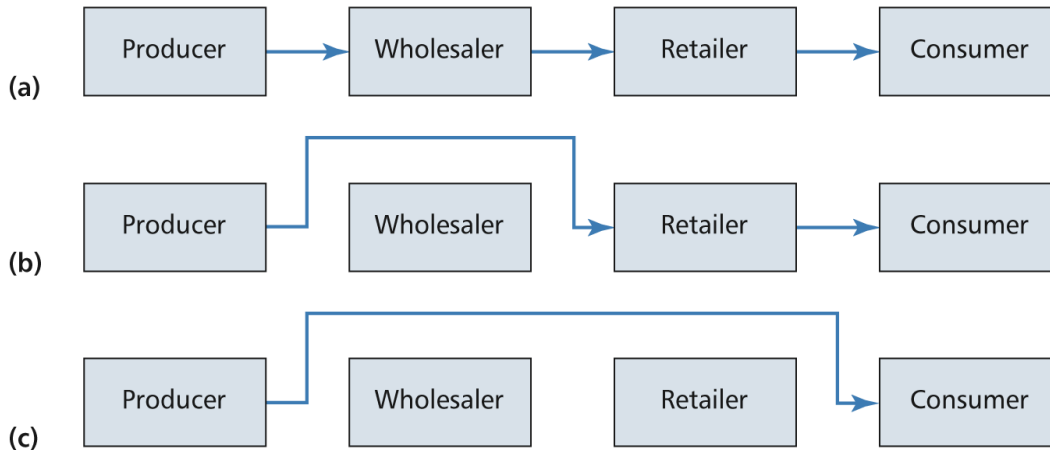 Producer Wholesaler Retailer Consumer
(a)
Producer Wholesaler Retailer Consumer
(b)
Producer Wholesaler Retailer Consumer
(c)